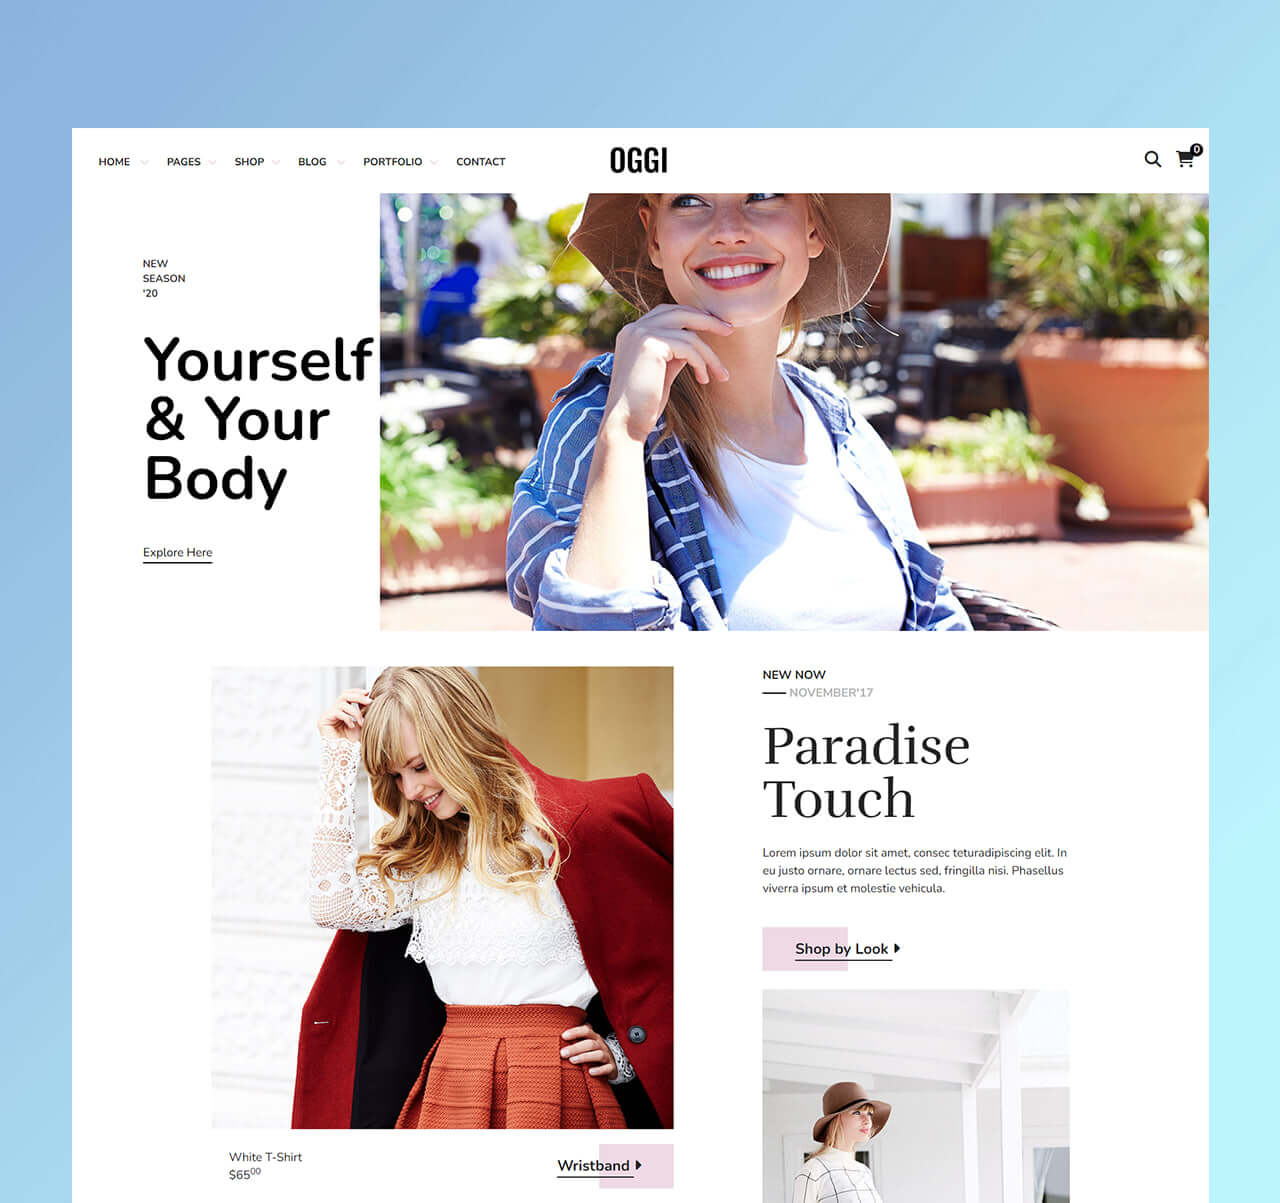 HOME PAGES SHOP BLOG PORTFOLIO CONTACT
OGGI
0
NEW
SEASON
'20
Yourself
& Your
Body
Explore Here
NEW NOW
NOVEMBER'17
Paradise
Touch
Lorem ipsum dolor sit amet, consec teturadipiscing elit. In
eu justo ornare, ornare lectus sed, fringilla nisi. Phasellus
viverra ipsum et molestie vehicula.
Shop by Look
White T-Shirt
$6500
Wristband